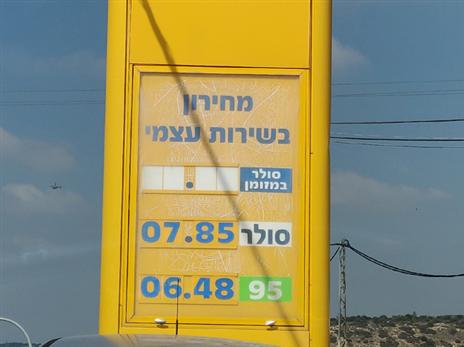 מחירון
בשירות עצמי
סולר
במזומן
סולר 07.85
95 06.48